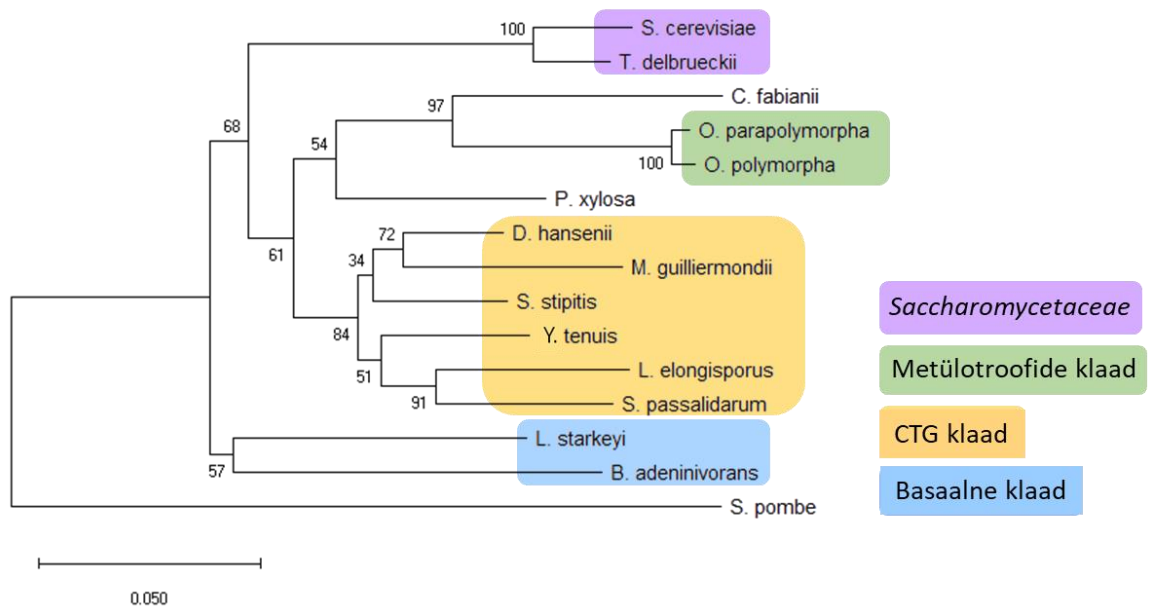 100
S. cerevisiae
T. delbrueckii
C. fabianii
97
68
O. parapolymorpha
54
100
O. polymorpha
P. xylosa
72
D. hansenii
61
34
M. guilliermondii
S. stipitis
84
Y. tenuis
51
L. elongisporus
91
S. passalidarum
L. starkeyi
57
B. adeninivorans
S. pombe
0.050
Saccharomycetaceae
Metülotroofide klaad
CTG klaad
Basaalne klaad